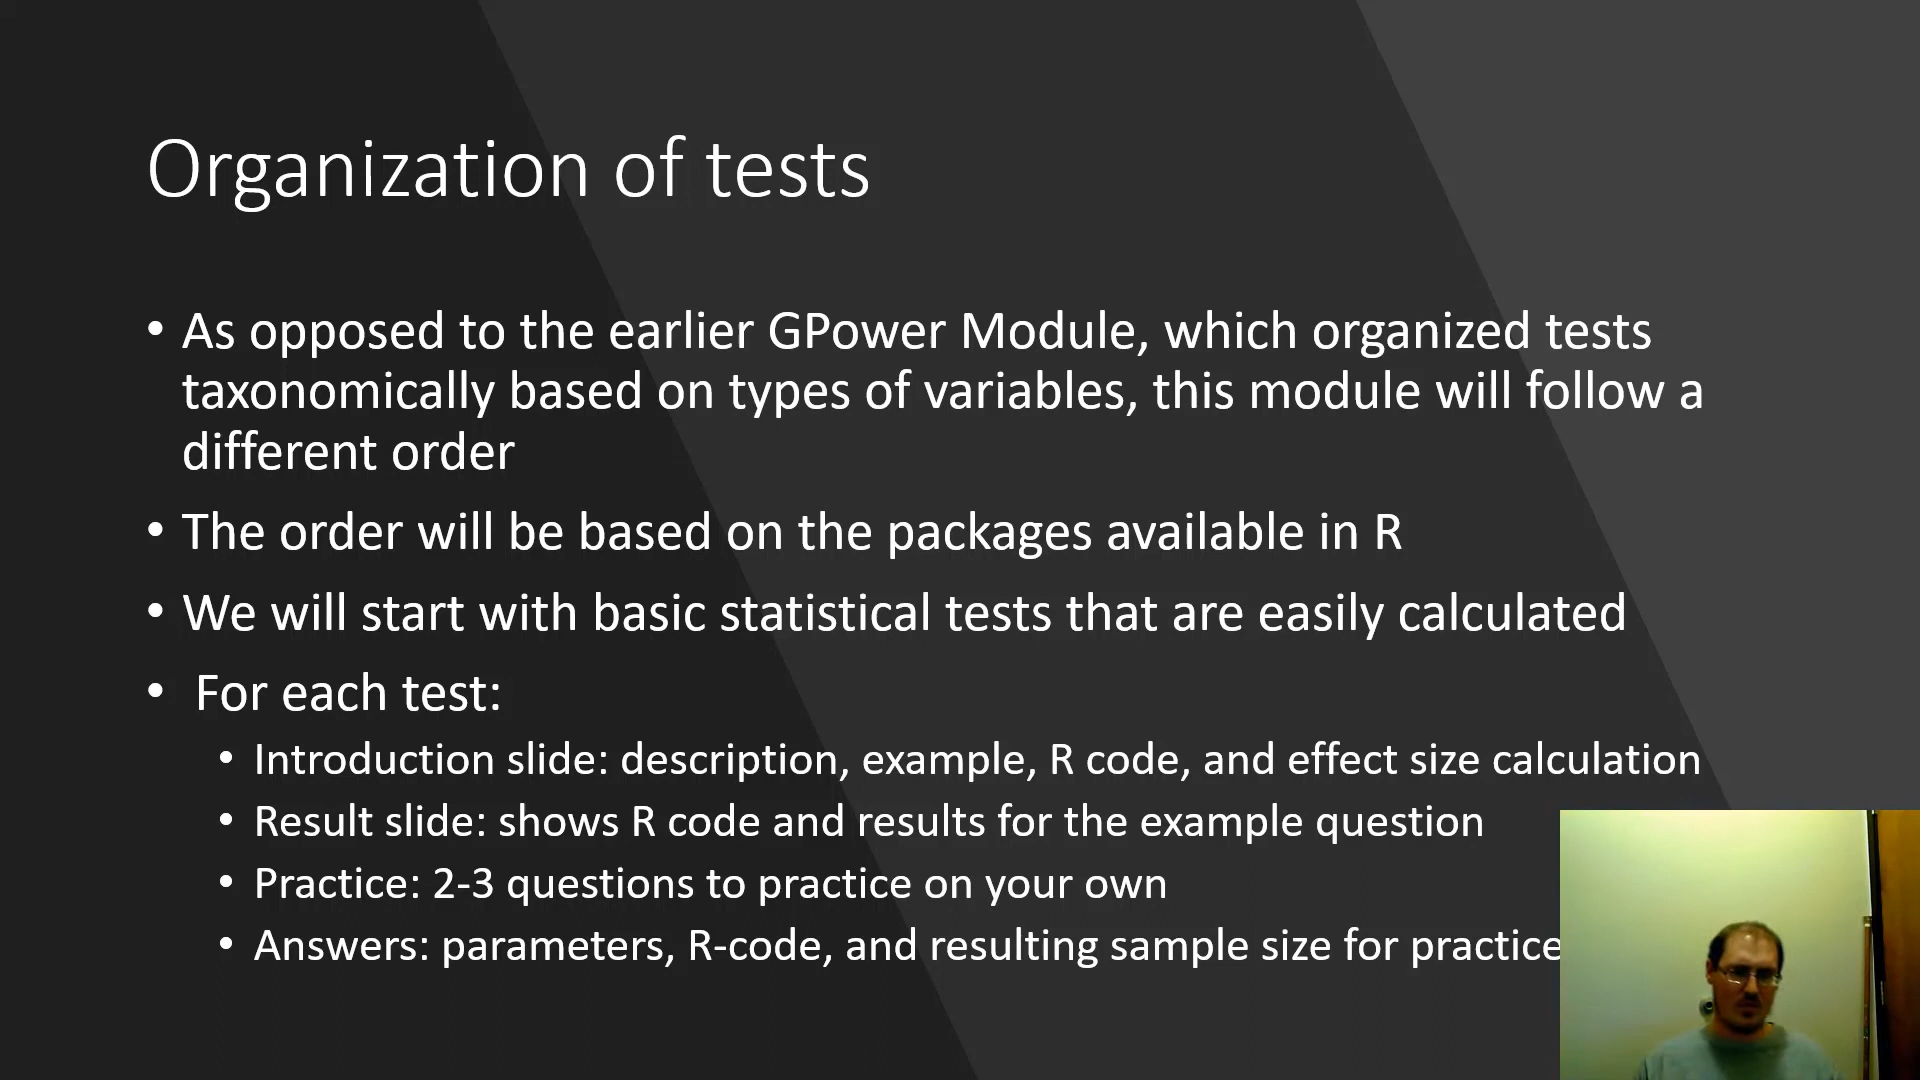 Organization of tests
• As opposed to the earlier GPower Module, which organized tests
taxonomically based on types of variables, this module will follow a
different order
• The order will be based on the packages available in R
• We will start with basic statistical tests that are easily calculated
• For each test:
• Introduction slide: description, example, R code, and effect size calculation
• Result slide: shows R code and results for the example question
• Practice: 2-3 questions to practice on your own
• Answers: parameters, R-code, and resulting sample size for practice